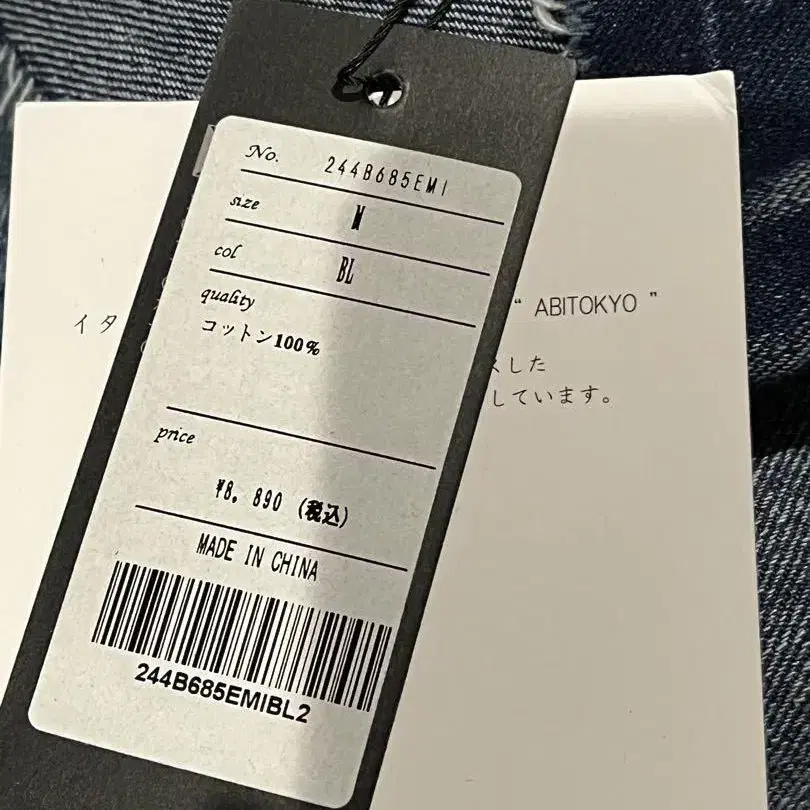 No. 244B685EMI
size M
col BL
quality
コットン100%
price
¥8,890 (税込)
MADE IN CHINA
244B685EMIBL2
イタ
“ ABITOKYO ”
くした
しています。